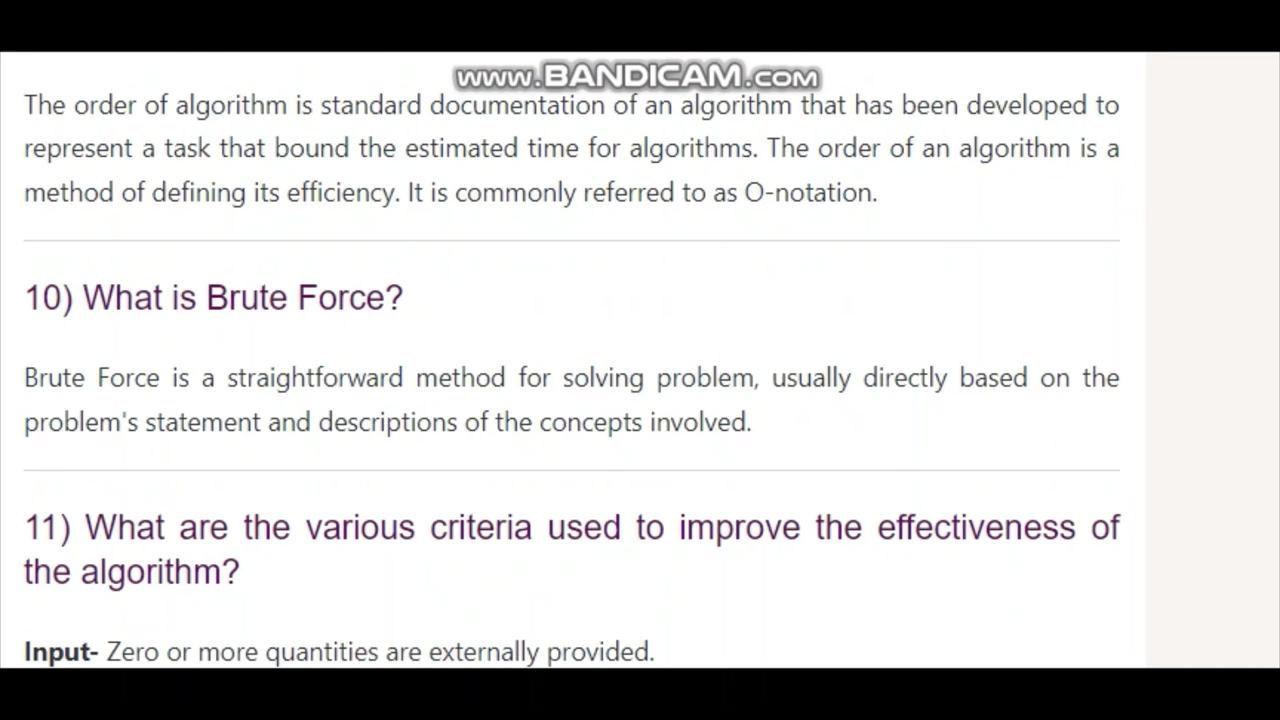 www.BANDICAM.com
The order of algorithm is standard documentation of an algorithm that has been developed to
represent a task that bound the estimated time for algorithms. The order of an algorithm is a
method of defining its efficiency. It is commonly referred to as O-notation.
10) What is Brute Force?
Brute Force is a straightforward method for solving problem, usually directly based on the
problem's statement and descriptions of the concepts involved.
11) What are the various criteria used to improve the effectiveness of
the algorithm?
Input- Zero or more quantities are externally provided.